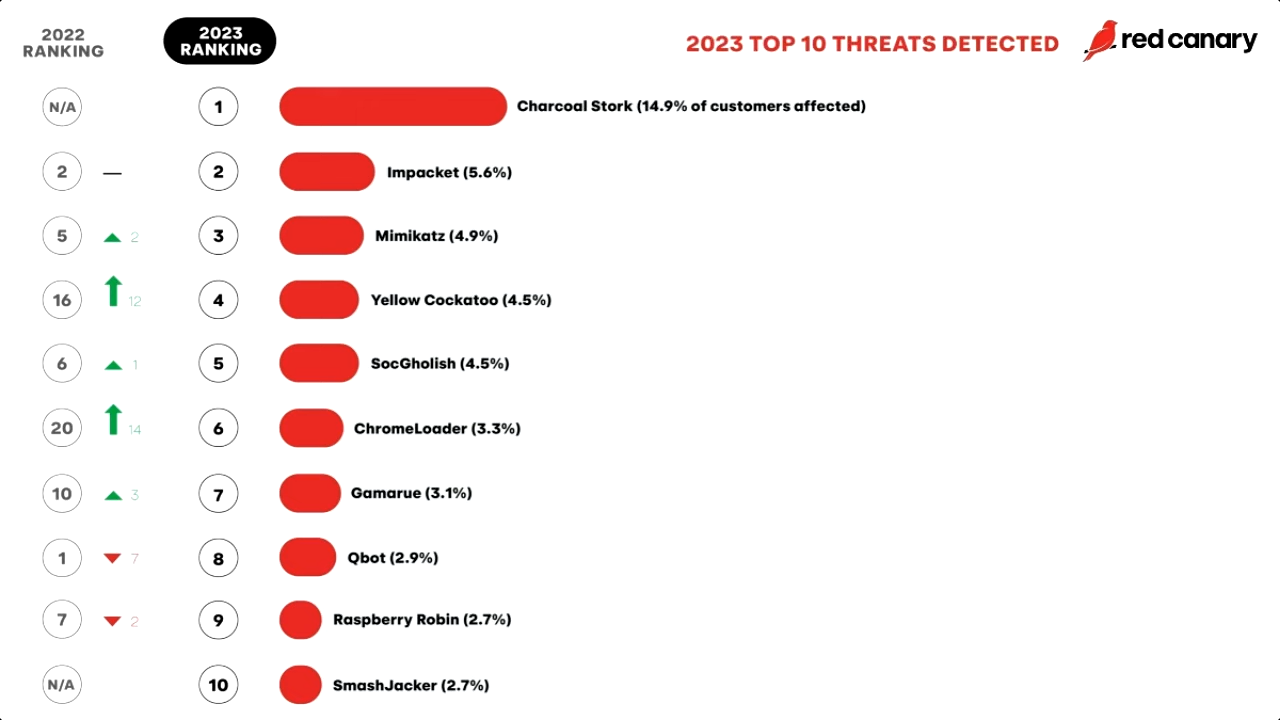 2022
RANKING
2023
RANKING
2023 TOP 10 THREATS DETECTED
red canary
N/A 1 Charcoal Stork (14.9% of customers affected)
2 — 2 Impacket (5.6%)
5 2 3 Mimikatz (4.9%)
16 12 4 Yellow Cockatoo (4.5%)
6 1 5 SocGholish (4.5%)
20 14 6 ChromeLoader (3.3%)
10 3 7 Gamarue (3.1%)
1 7 8 Qbot (2.9%)
7 2 9 Raspberry Robin (2.7%)
N/A 10 SmashJacker (2.7%)